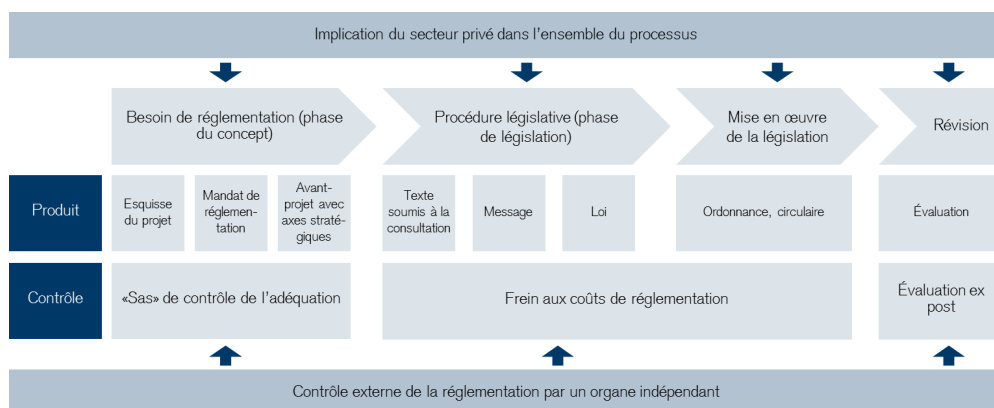 Implication du secteur privé dans l'ensemble du processus
Besoin de réglementation (phase
du concept)
Procédure législative (phase
de législation)
Mise en œuvre
de la législation
Révision
Produit
Esquisse
du projet
Mandat de
réglemen-
tation
Avant-
projet avec
axes straté-
giques
Texte
soumis à la
consultation
Message
Loi
Ordonnance, circulaire
Évaluation
Contrôle
«Sas» de contrôle de l'adéquation
Frein aux coûts de réglementation
Évaluation ex
post
Contrôle externe de la réglementation par un organe indépendant